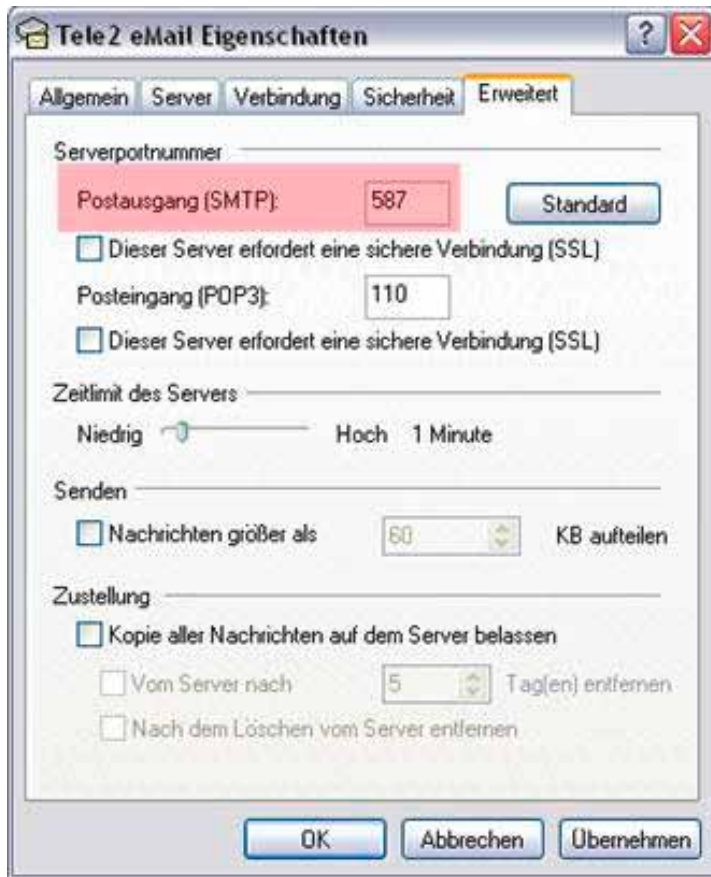 Tele2 eMail Eigenschaften
Allgemein Server Verbindung Sicherheit Erweitert
Serverportnummer
Postausgang (SMTP): 587 Standard
Dieser Server erfordert eine sichere Verbindung (SSL)
Posteingang (POP3): 110
Dieser Server erfordert eine sichere Verbindung (SSL)
Zeitlimit des Servers
Niedrig Hoch 1 Minute
Senden
Nachrichten größer als 60 KB aufteilen
Zustellung
Kopie aller Nachrichten auf dem Server belassen
Vom Server nach 5 Tag(en) entfernen
Nach dem Löschen vom Server entfernen
OK Abbrechen Übernehmen